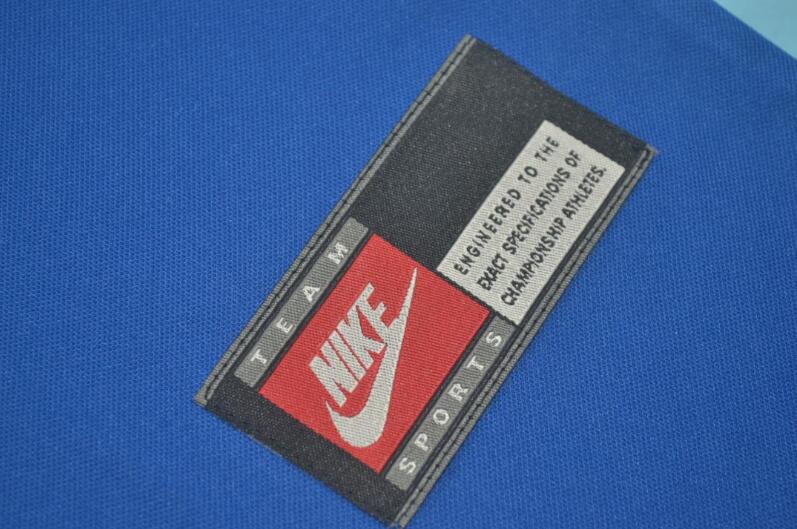 TEAM
NIKE
SPORTS
ENGINEERED TO THE
EXACT SPECIFICATIONS OF
CHAMPIONSHIP ATHLETES.